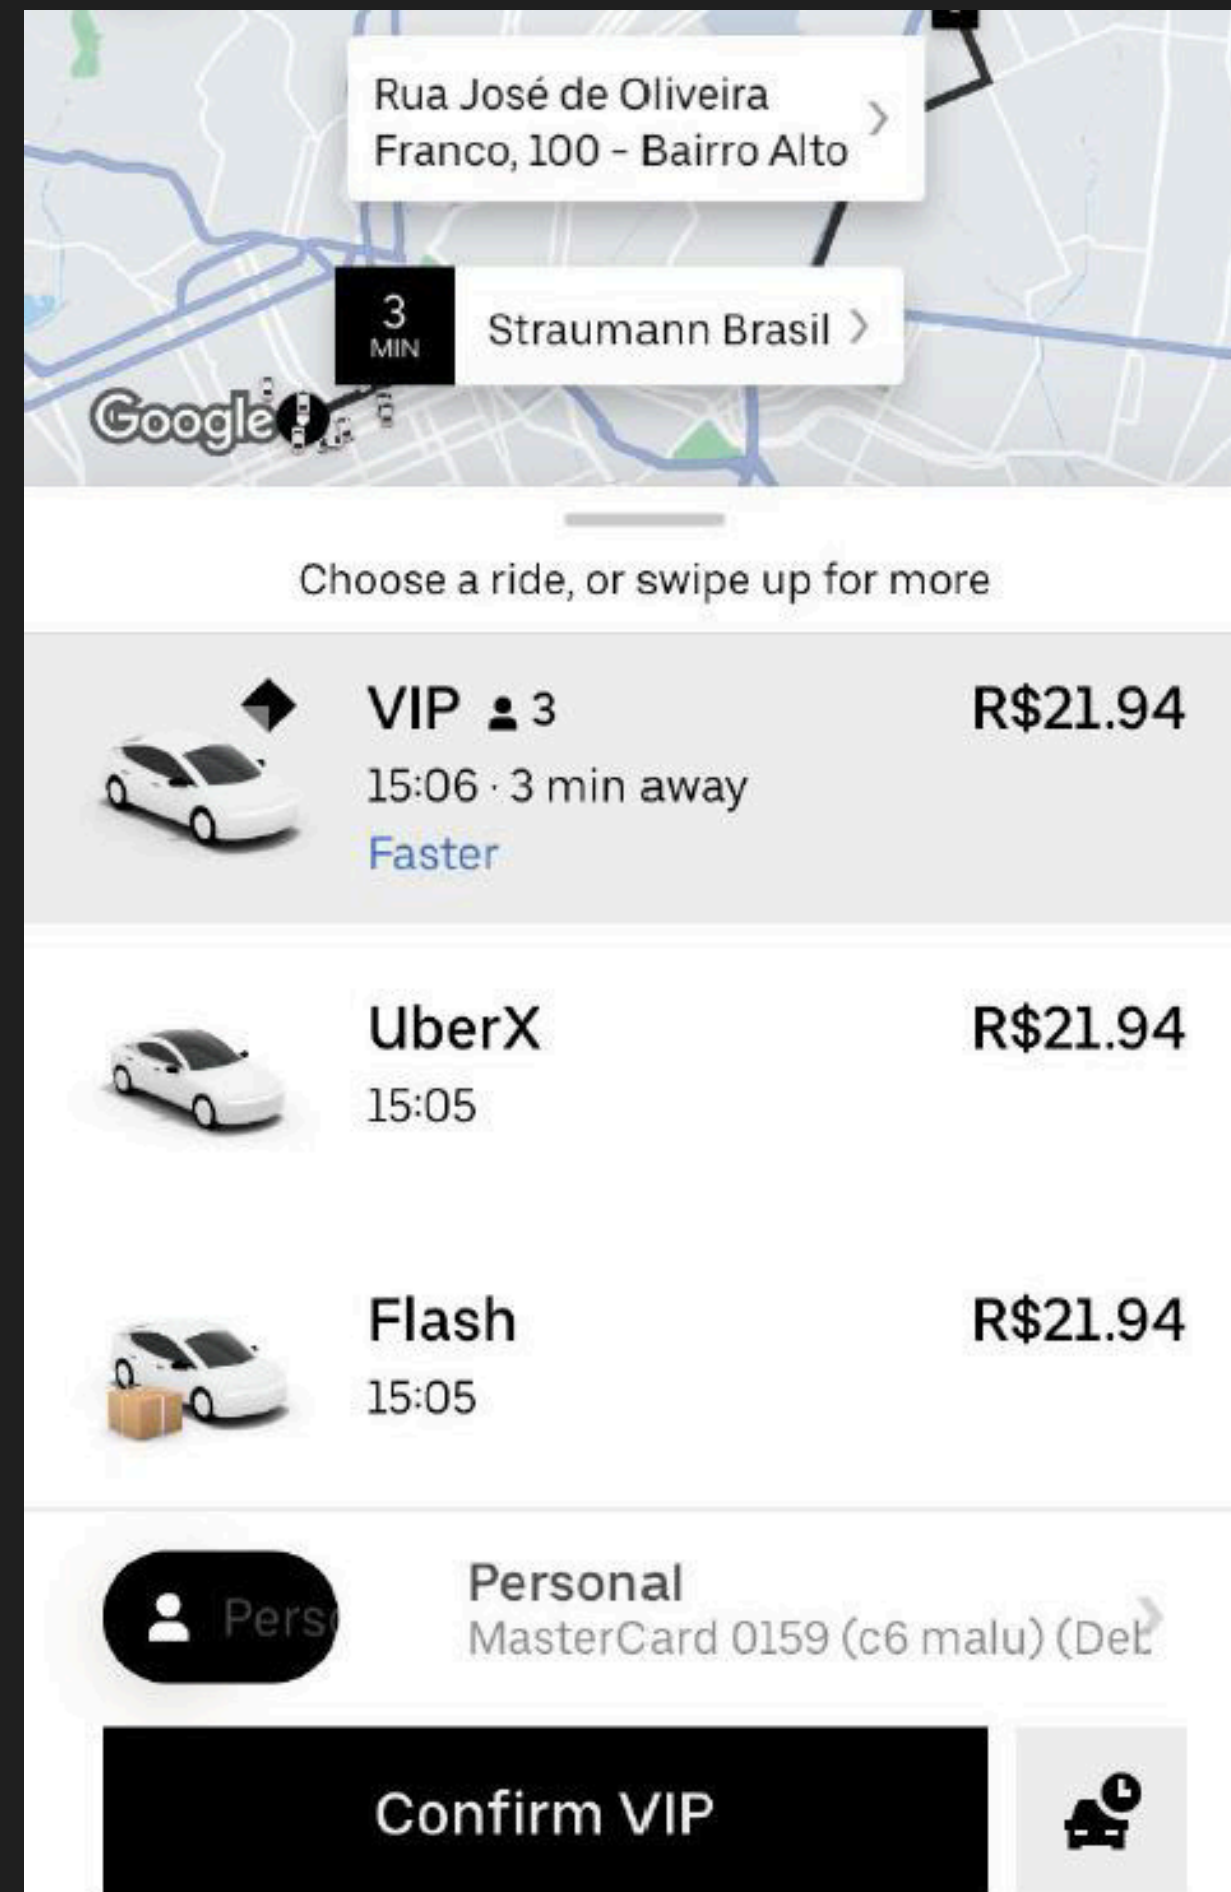 Rua José de Oliveira
Franco, 100 - Bairro Alto
3
MIN
Straumann Brasil
Google
Choose a ride, or swipe up for more
VIP 3
R$21.94
15:06 · 3 min away
Faster
UberX
R$21.94
15:05
Flash
R$21.94
15:05
Perso
Personal
MasterCard 0159 (c6 malu) (Deb
Confirm VIP